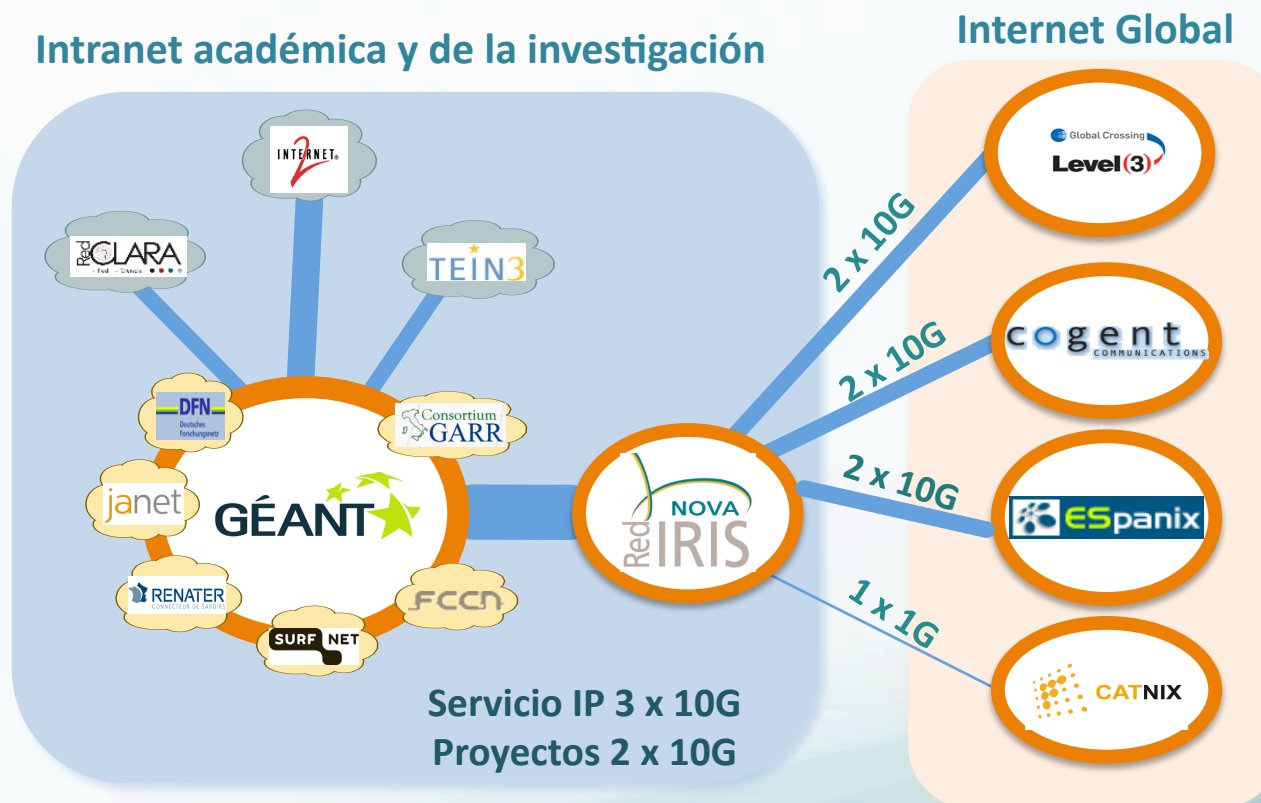 Intranet académica y de la investigación
Internet Global
INTERNET®
2
Red CLARA
TEIN3
DFN
Deutsches
Forschungsnetz
Consortium
GARR
janet
GÉANT
RENATER
CONNECTEUR DE SAVOIRS
SURF NET
FCCN
NOVA
Red IRIS
2 x 10G
2 x 10G
2 x 10G
1 x 1G
Global Crossing
Level(3)
cogent
COMMUNICATIONS
ESpanix
CATNIX
Servicio IP 3 x 10G
Proyectos 2 x 10G